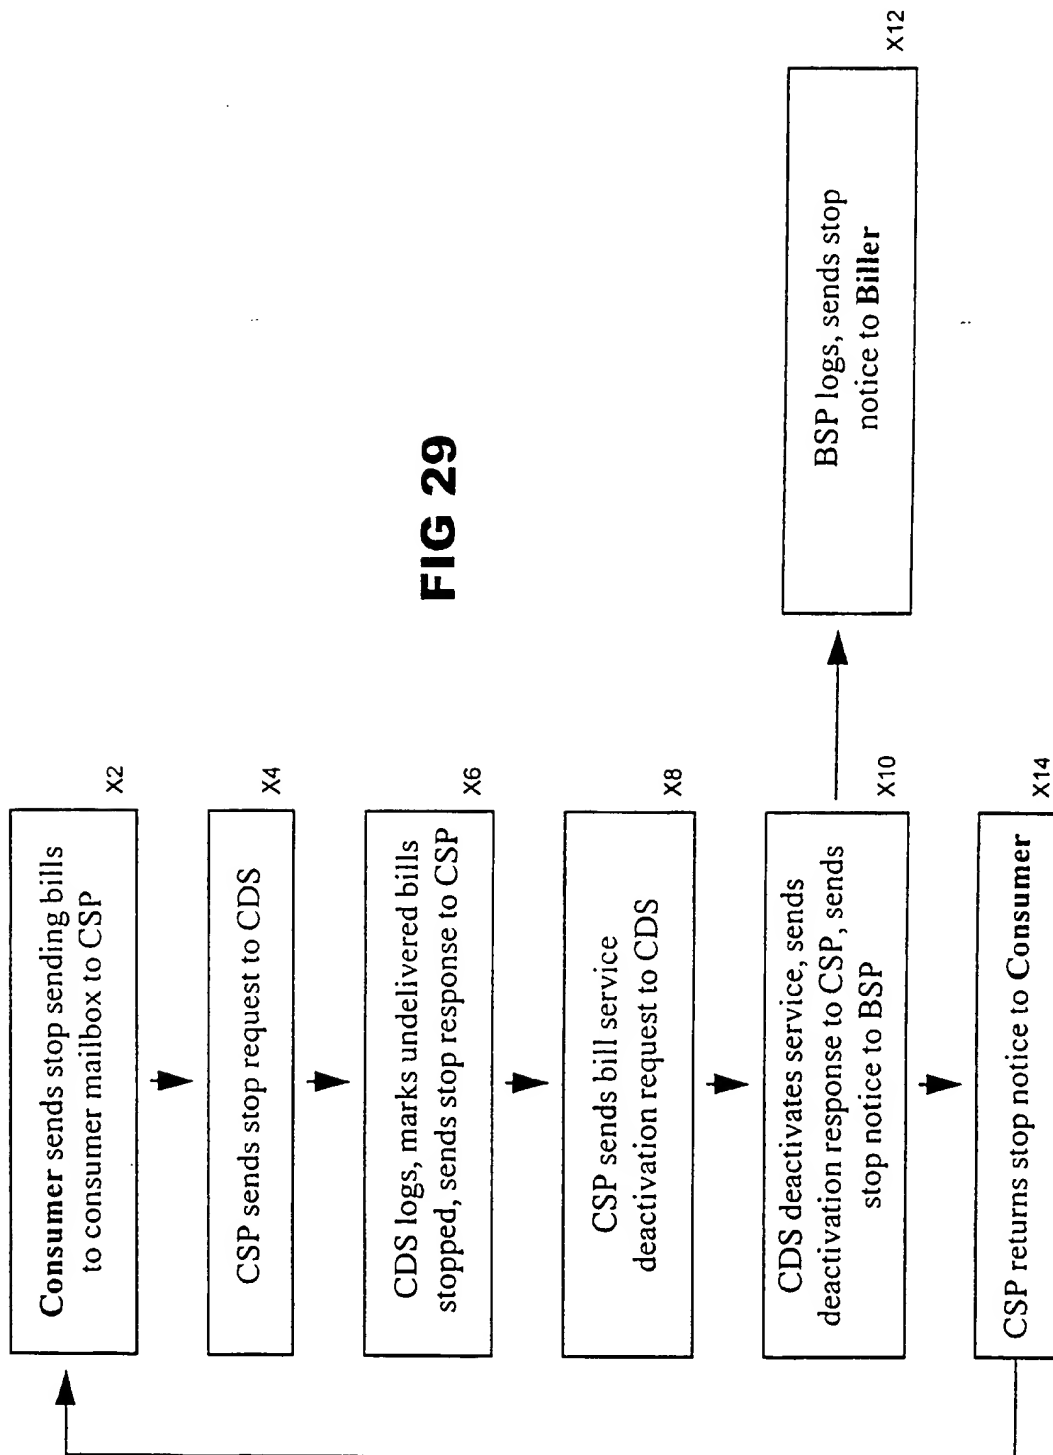 Consumer sends stop sending bills
to consumer mailbox to CSP
X2
CSP sends stop request to CDS
X4
CDS logs, marks undelivered bills
stopped, sends stop response to CSP
X6
CSP sends bill service
deactivation request to CDS
X8
CDS deactivates service, sends
deactivation response to CSP, sends
stop notice to BSP
X10
BSP logs, sends stop
notice to Biller
X12
CSP returns stop notice to Consumer
X14
FIG 29